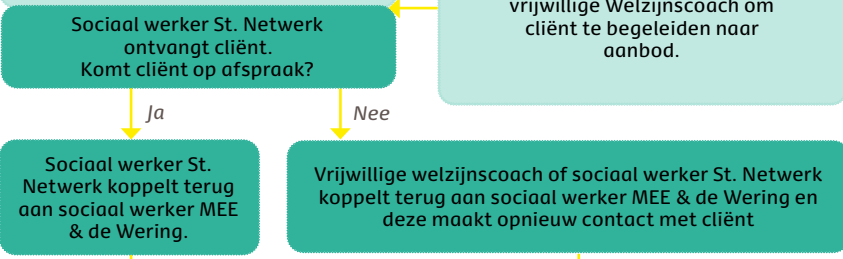 vrijwillige Welzijnscoach om
cliënt te begeleiden naar
aanbod.
Sociaal werker St. Netwerk
ontvangt cliënt.
Komt cliënt op afspraak?
Ja
Nee
Sociaal werker St.
Netwerk koppelt terug
aan sociaal werker MEE
& de Wering.
Vrijwillige welzijnscoach of sociaal werker St. Netwerk
koppelt terug aan sociaal werker MEE & de Wering en
deze maakt opnieuw contact met cliënt